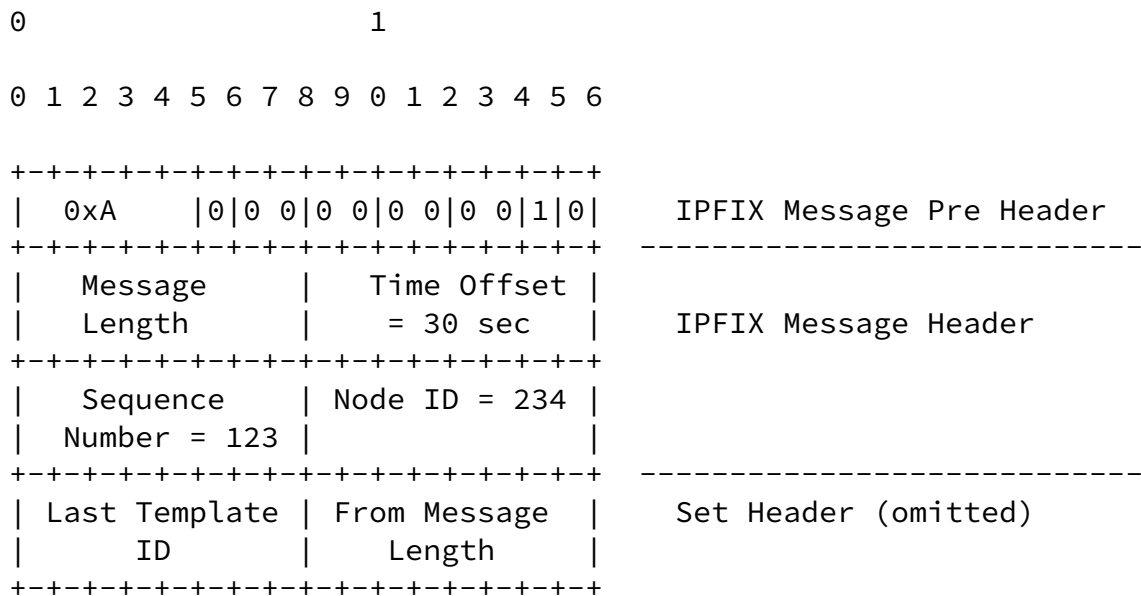 0                   1
0 1 2 3 4 5 6 7 8 9 0 1 2 3 4 5 6
+-+-+-+-+-+-+-+-+-+-+-+-+-+-+-+-+
|  0xA    |0|0 0|0 0|0 0|0 0|1|0|    IPFIX Message Pre Header
+-+-+-+-+-+-+-+-+-+-+-+-+-+-+-+-+  ----------------------------
|   Message     |   Time Offset |
|   Length      |    = 30 sec   |    IPFIX Message Header
+-+-+-+-+-+-+-+-+-+-+-+-+-+-+-+-+
|   Sequence    | Node ID = 234 |
|  Number = 123 |               |
+-+-+-+-+-+-+-+-+-+-+-+-+-+-+-+-+  ----------------------------
| Last Template | From Message  |    Set Header (omitted)
|      ID       |    Length     |
+-+-+-+-+-+-+-+-+-+-+-+-+-+-+-+-+